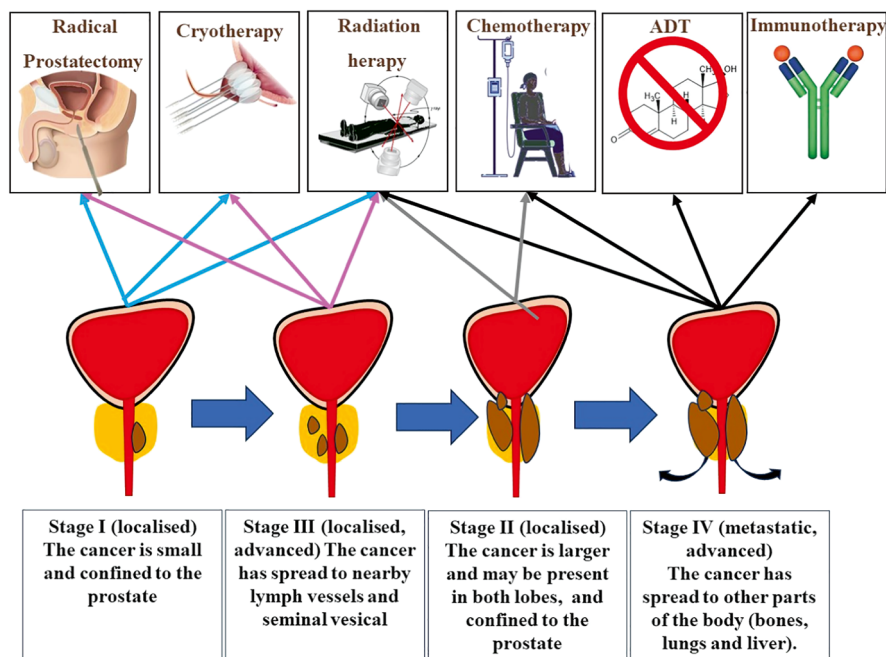 Radical
Prostatectomy
Cryotherapy
Radiation
herapy
Chemotherapy
ADT
CH₃ OH
H₃C
H
H H
O
Immunotherapy
Stage I (localised)
The cancer is small
and confined to the
prostate
Stage III (localised,
advanced) The cancer
has spread to nearby
lymph vessels and
seminal vesical
Stage II (localised)
The cancer is larger
and may be present
in both lobes, and
confined to the
prostate
Stage IV (metastatic,
advanced)
The cancer has
spread to other parts
of the body (bones,
lungs and liver).